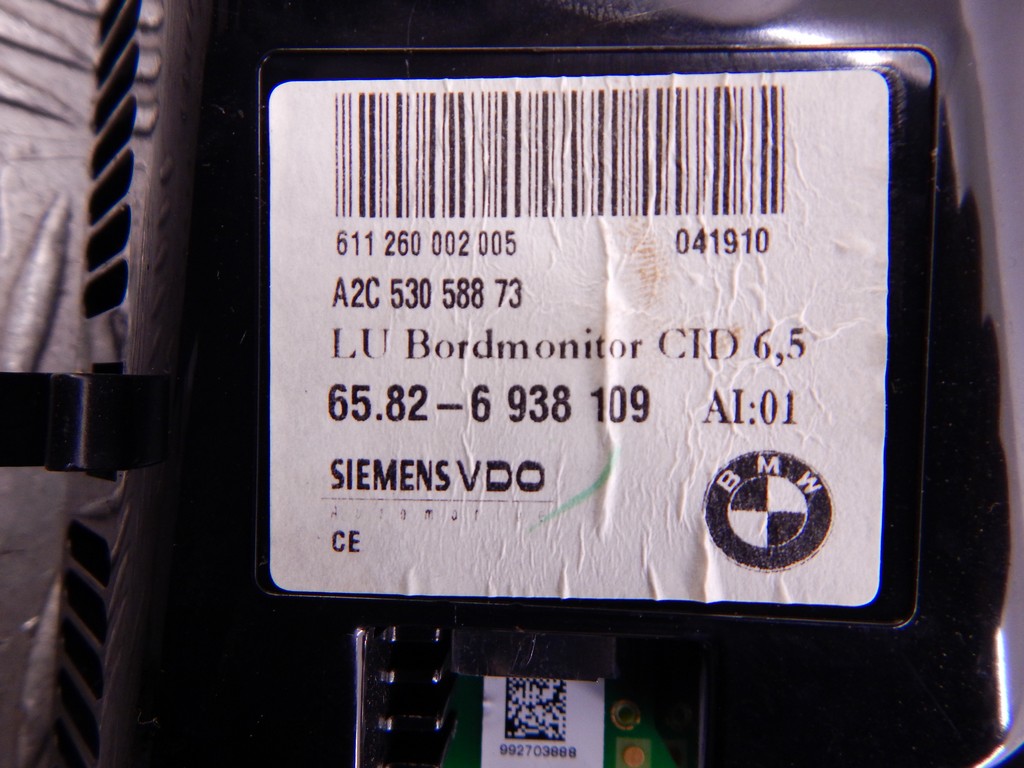 611 260 002 005 041910
A2C 530 588 73
LU Bordmonitor CID 6,5
65.82-6 938 109 AI:01
SIEMENS VDO
BMW
CE
992703888